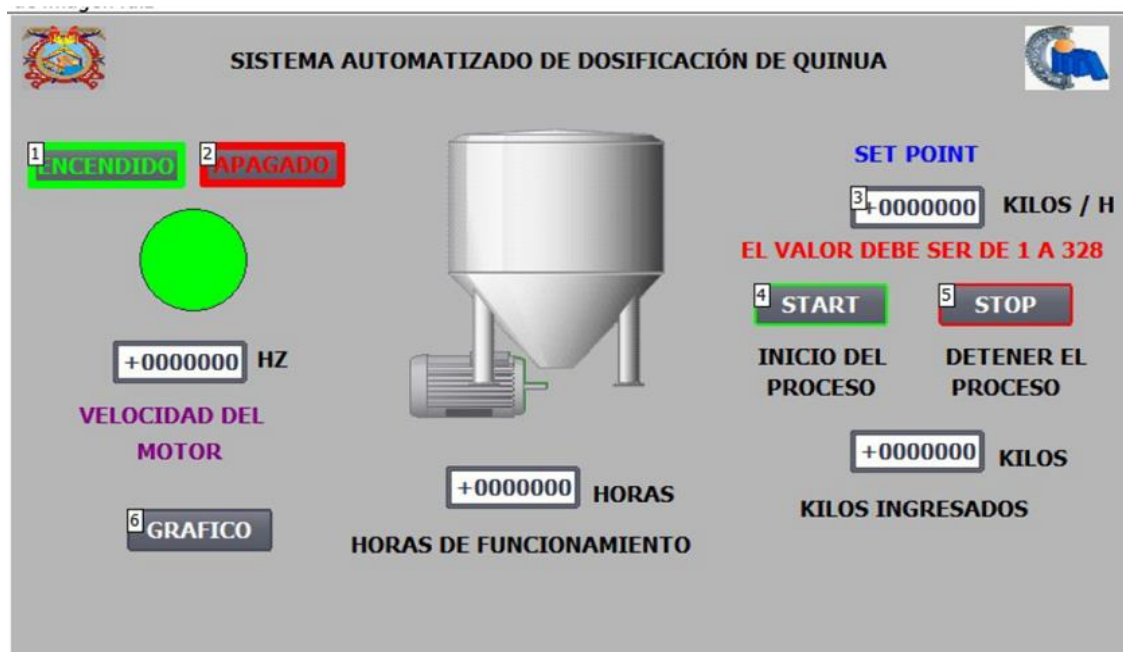 SISTEMA AUTOMATIZADO DE DOSIFICACIÓN DE QUINUA
1 ENCENDIDO
2 APAGADO
SET POINT
3 +0000000 KILOS / H
EL VALOR DEBE SER DE 1 A 328
4 START
5 STOP
INICIO DEL
PROCESO
DETENER EL
PROCESO
+0000000 HZ
VELOCIDAD DEL
MOTOR
+0000000 KILOS
KILOS INGRESADOS
+0000000 HORAS
HORAS DE FUNCIONAMIENTO
6 GRAFICO